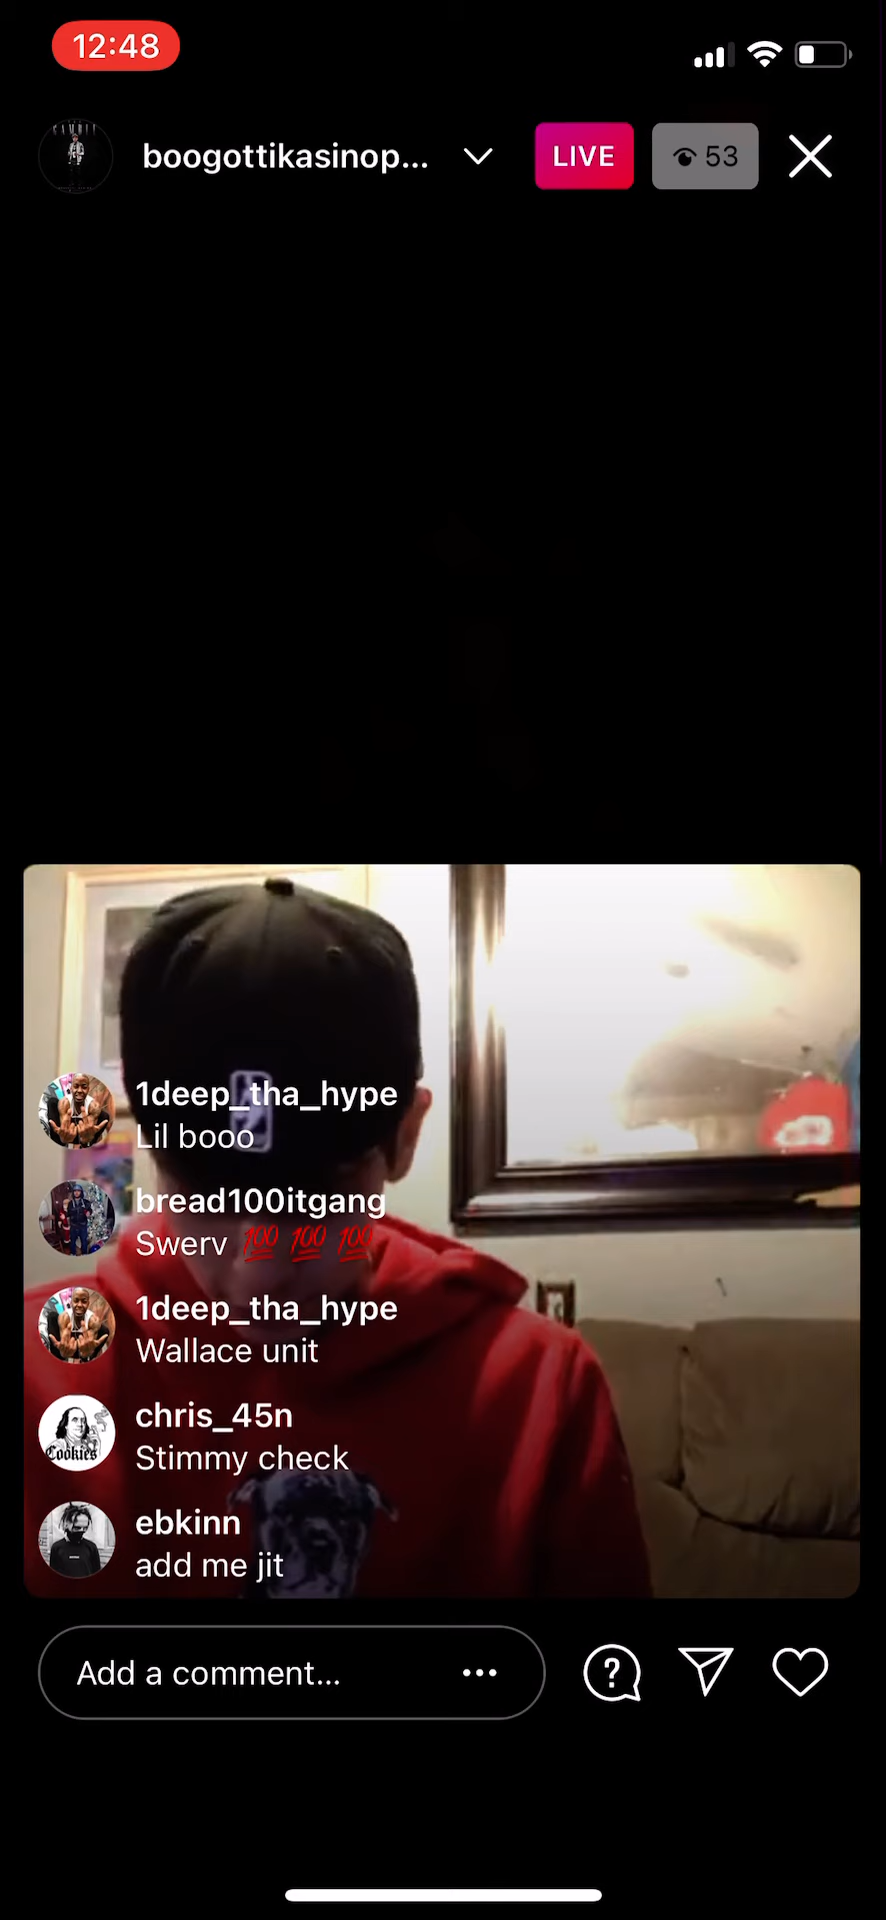 12:48
boogottikasinop...
LIVE
53
1deep_tha_hype
Lil booo
bread100itgang
Swerv 💯 💯 💯
1deep_tha_hype
Wallace unit
chris_45n
Cookies
Stimmy check
ebkinn
add me jit
Add a comment...